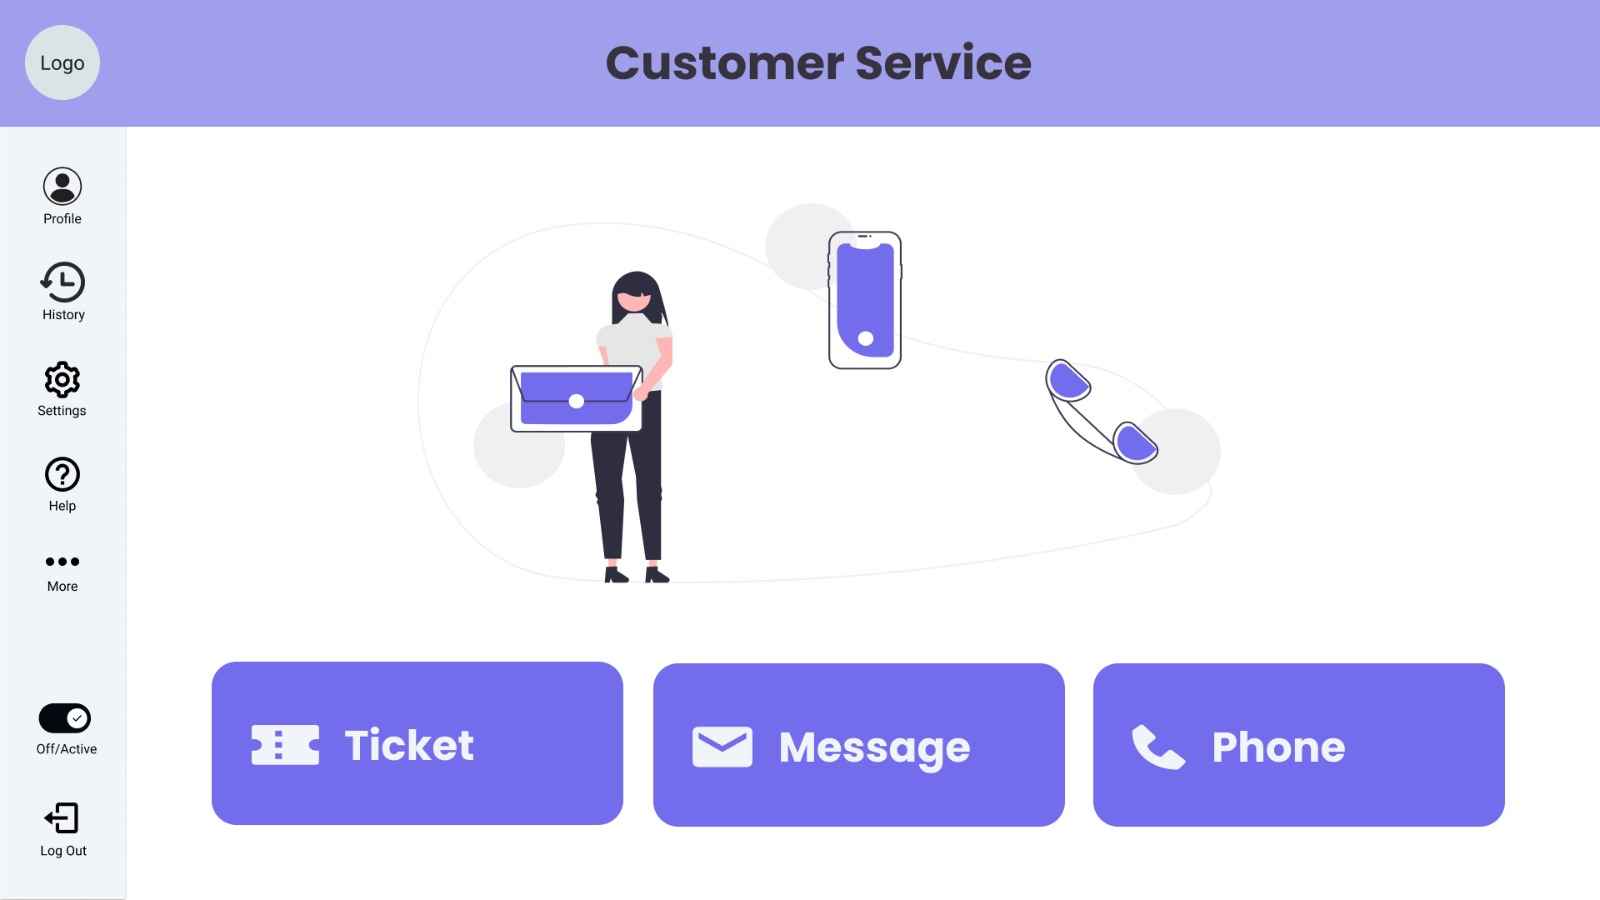 Logo
Customer Service
Profile
History
Settings
Help
More
Off/Active
Log Out
Ticket
Message
Phone